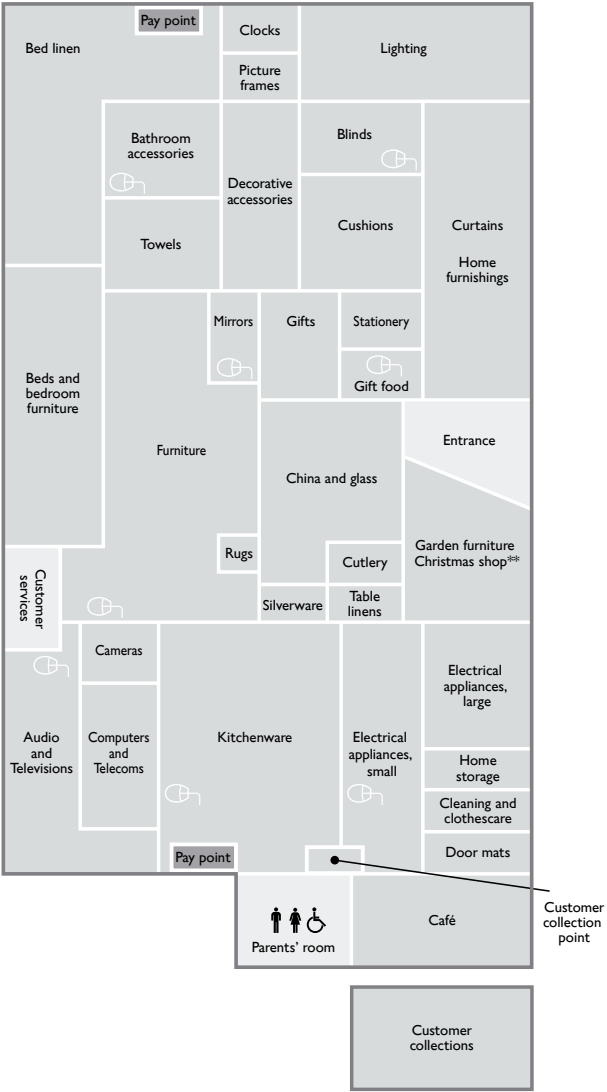 Pay point
Bed linen
Clocks
Lighting
Picture
frames
Bathroom
accessories
Blinds
Decorative
accessories
Towels
Cushions
Curtains
Home
furnishings
Mirrors
Gifts
Stationery
Gift food
Beds and
bedroom
furniture
Furniture
China and glass
Entrance
Rugs
Cutlery
Garden furniture
Christmas shop**
Customer
services
Silverware
Table
linens
Cameras
Electrical
appliances,
large
Audio
and
Televisions
Computers
and
Telecoms
Kitchenware
Electrical
appliances,
small
Home
storage
Cleaning and
clothescare
Door mats
Pay point
Customer
collection
point
Parents’ room
Café
Customer
collections